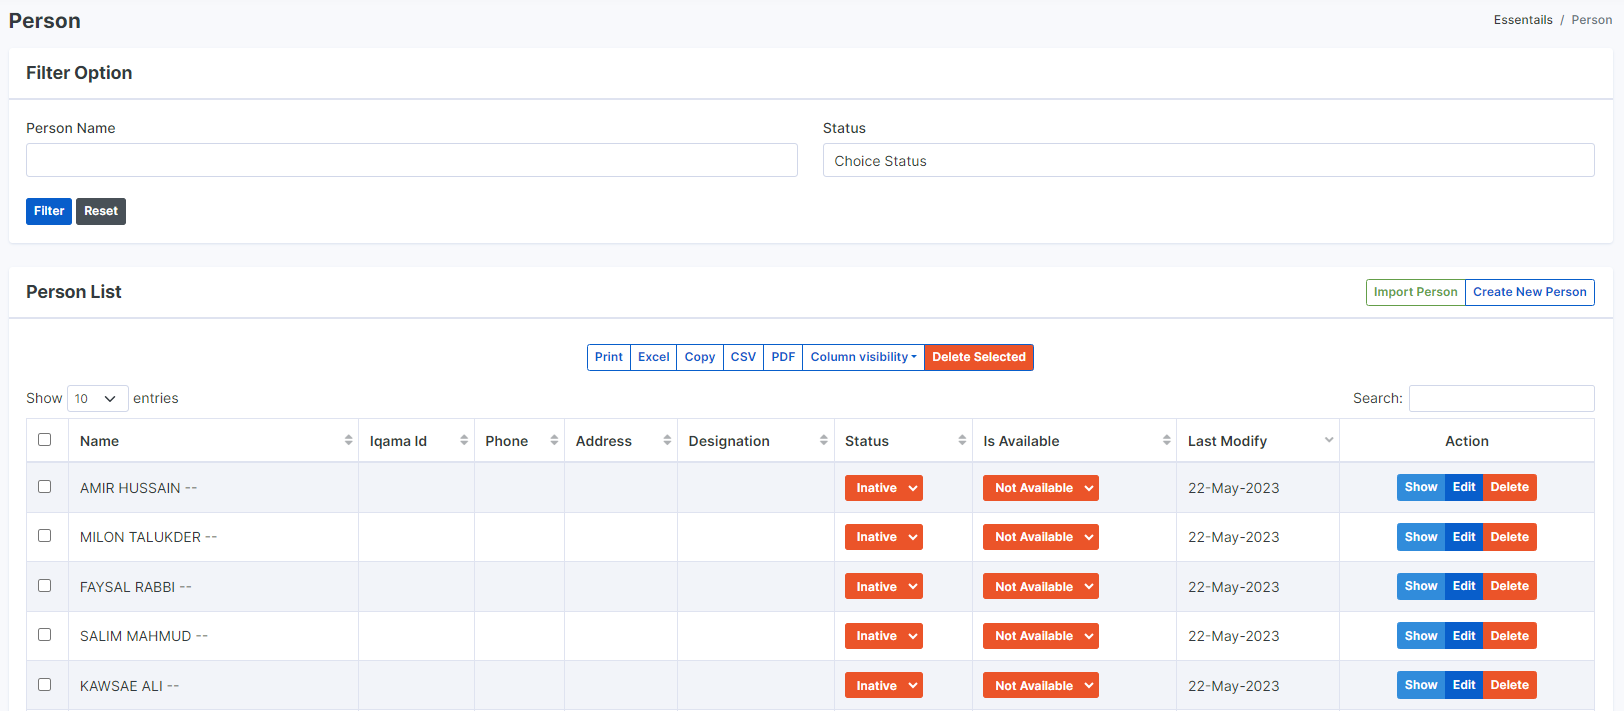 Person
Essentails / Person
Filter Option
Person Name
Status
Choice Status
Filter Reset
Person List
Import Person Create New Person
Print Excel Copy CSV PDF Column visibility Delete Selected
Show 10 entries
Search:
Name Iqama Id Phone Address Designation Status Is Available Last Modify Action
AMIR HUSSAIN -- Inative Not Available 22-May-2023 Show Edit Delete
MILON TALUKDER -- Inative Not Available 22-May-2023 Show Edit Delete
FAYSAL RABBI -- Inative Not Available 22-May-2023 Show Edit Delete
SALIM MAHMUD -- Inative Not Available 22-May-2023 Show Edit Delete
KAWSAE ALI -- Inative Not Available 22-May-2023 Show Edit Delete